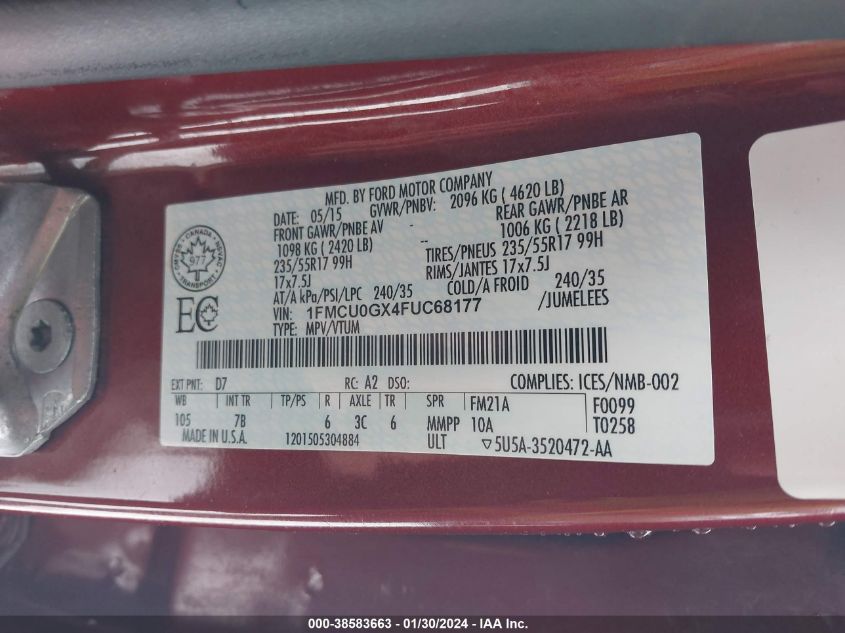 MFD. BY FORD MOTOR COMPANY
DATE: 05/15 GVWR/PNBV: 2096 KG ( 4620 LB)
FRONT GAWR/PNBE AV - REAR GAWR/PNBE AR
1098 KG ( 2420 LB) -- 1006 KG ( 2218 LB)
235/55R17 99H TIRES/PNEUS 235/55R17 99H
17x7.5J RIMS/JANTES 17x7.5J
AT/A kPa/PSI/LPC 240/35 COLD/A FROID 240/35
VIN: 1FMCU0GX4FUC68177 /JUMELEES
TYPE: MPV/VTUM
CANADA
TRANSPORT
977
EC
EXT PNT: D7 RC: A2 DSO: COMPLIES: ICES/NMB-002
WB INT TR TP/PS R AXLE TR SPR FM21A F0099
105 7B 6 3C 6 MMPP 10A T0258
MADE IN U.S.A. 1201505304884 ULT ▽5U5A-3520472-AA
000-38583663 - 01/30/2024 - IAA Inc.